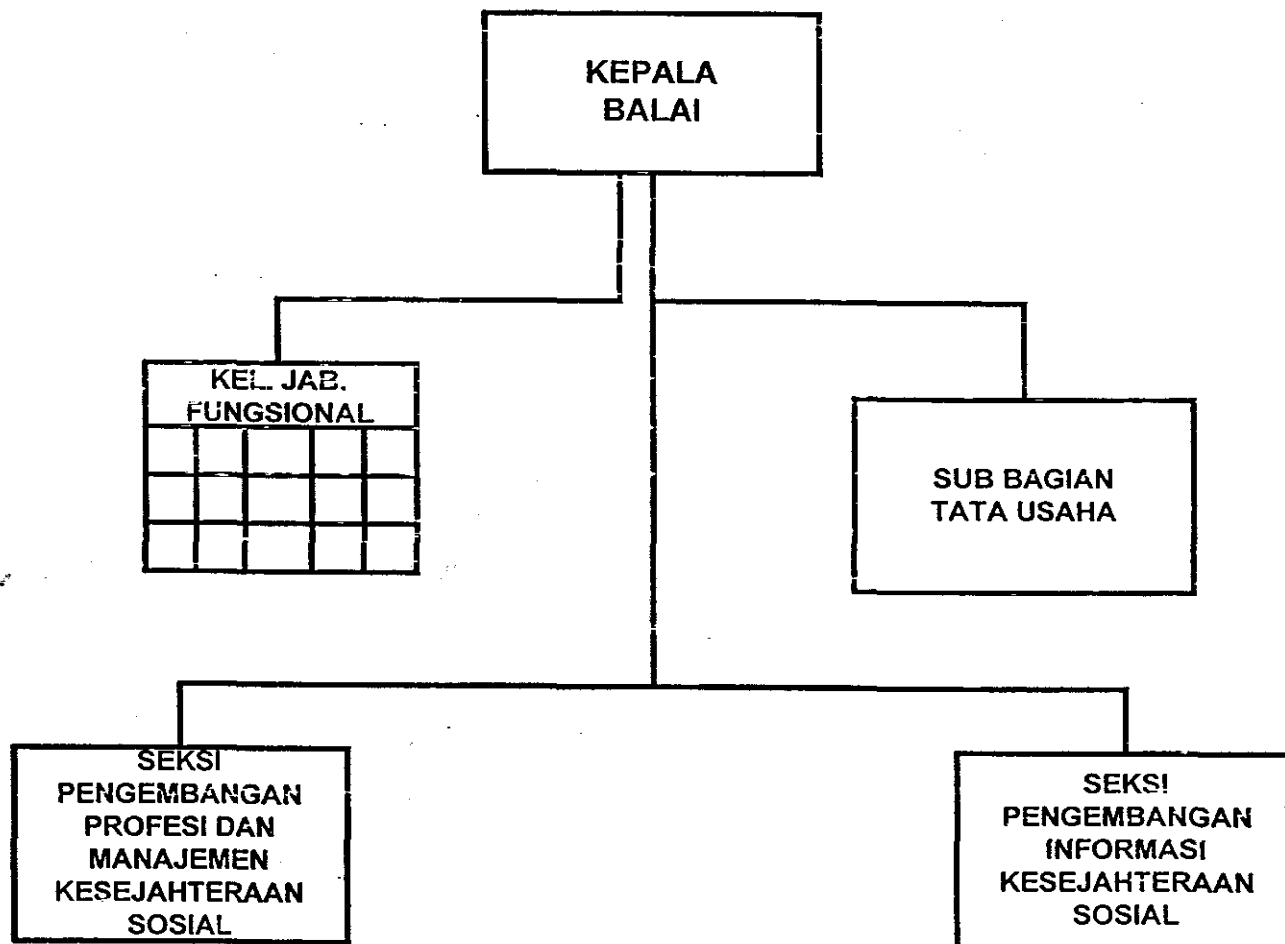 KEPALA
BALAI
KEL. JAB.
FUNGSIONAL
SUB BAGIAN
TATA USAHA
SEKSI
PENGEMBANGAN
PROFESI DAN
MANAJEMEN
KESEJAHTERAAN
SOSIAL
SEKSI
PENGEMBANGAN
INFORMASI
KESEJAHTERAAN
SOSIAL